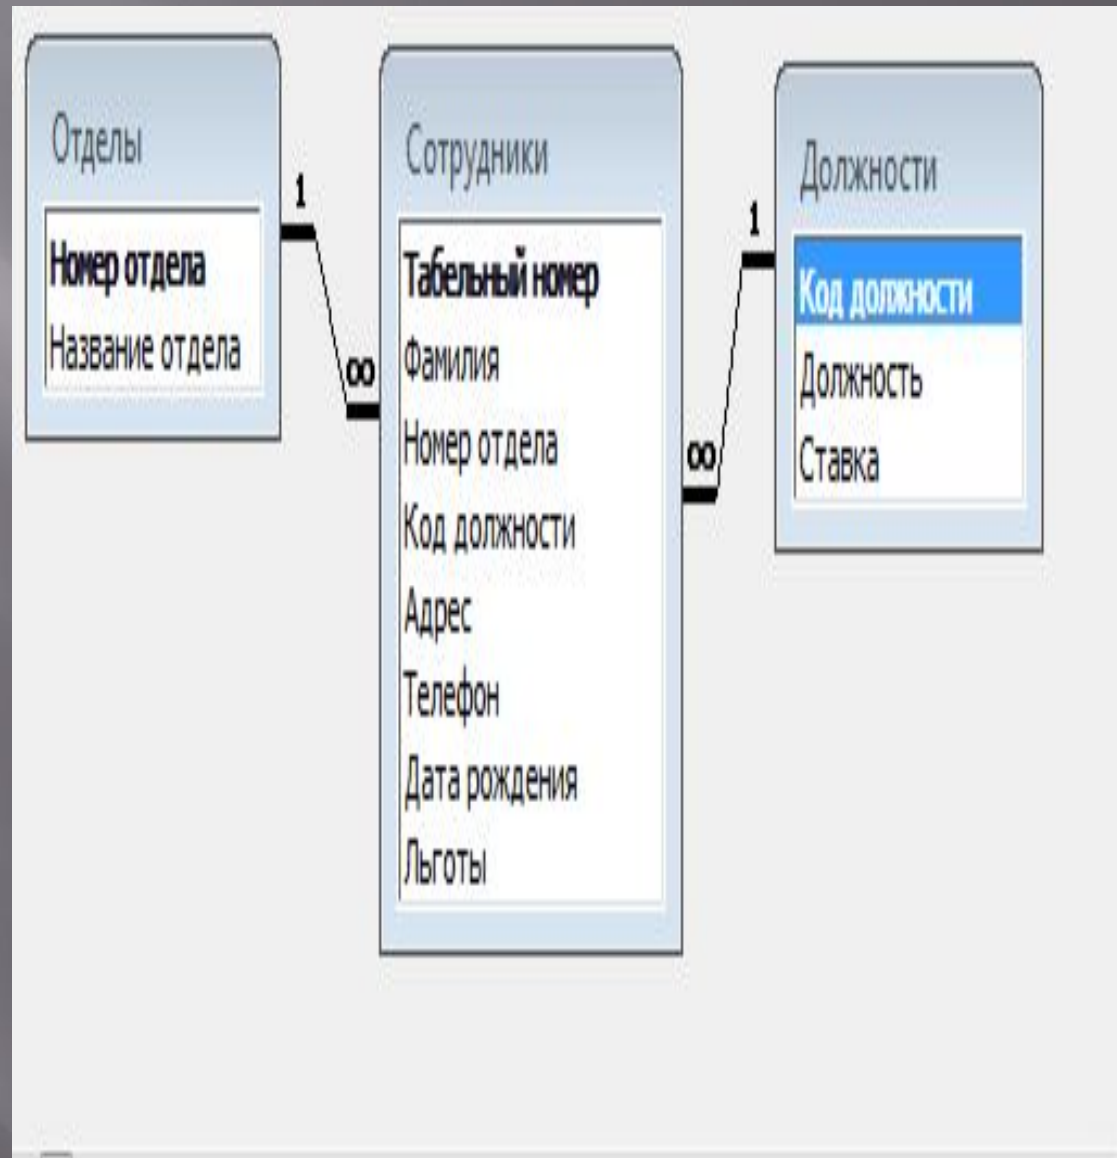 Отделы
Номер отдела
Название отдела
1
∞
Сотрудники
Табельный номер
Фамилия
Номер отдела
Код должности
Адрес
Телефон
Дата рождения
Льготы
∞
1
Должности
Код должности
Должность
Ставка